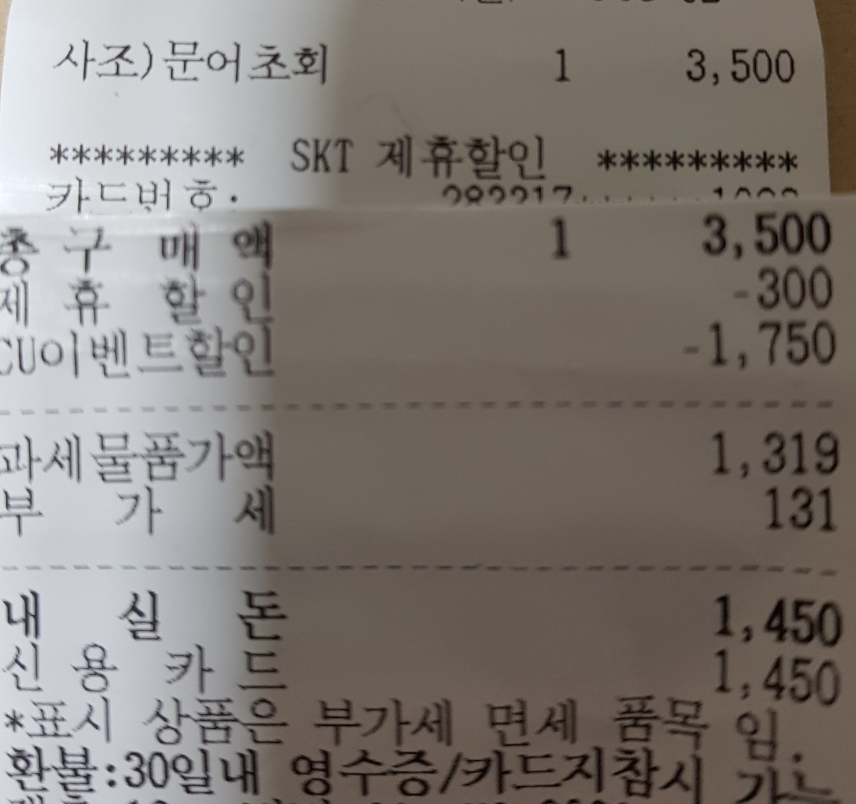 사조)문어초회 1 3,500
********* SKT 제휴할인 *********
카드번호:
총 구 매 액 1 3,500
제 휴 할 인 -300
CU이벤트할인 -1,750
과세물품가액 1,319
부 가 세 131
내 실 돈 1,450
신 용 카 드 1,450
*표시 상품은 부가세 면세 품목 임.
환불:30일내 영수증/카드지참시